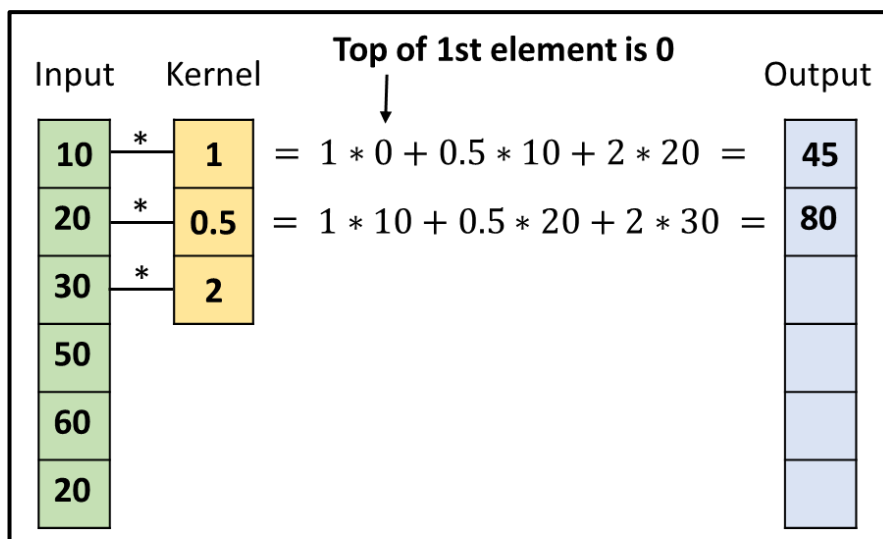 Top of 1st element is 0
Input Kernel Output
10 * 1 = 1 * 0 + 0.5 * 10 + 2 * 20 = 45
20 * 0.5 = 1 * 10 + 0.5 * 20 + 2 * 30 = 80
30 * 2
50
60
20